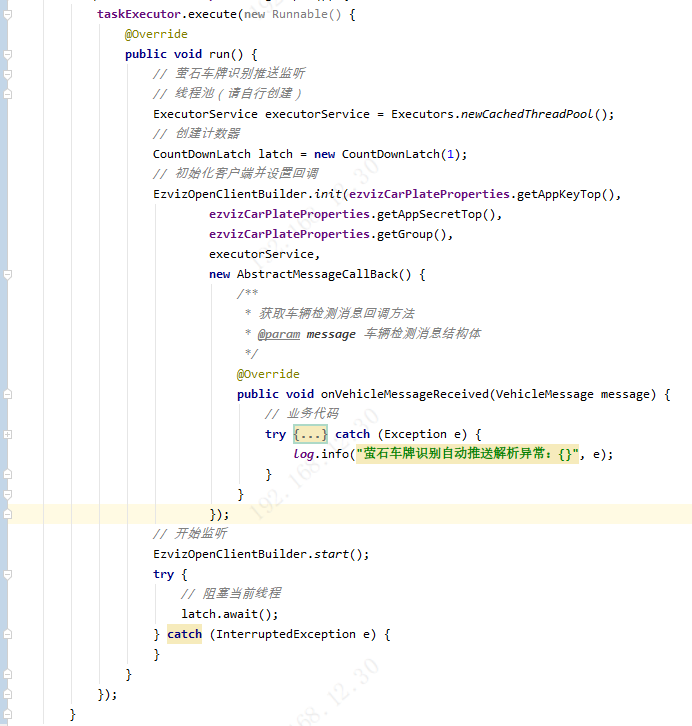 taskExecutor.execute(new Runnable() {
@Override
public void run() {
// 萤石车牌识别推送监听
// 线程池（请自行创建）
ExecutorService executorService = Executors.newCachedThreadPool();
// 创建计数器
CountDownLatch latch = new CountDownLatch(1);
// 初始化客户端并设置回调
EzvizOpenClientBuilder.init(ezvizCarPlateProperties.getAppKeyTop(),
ezvizCarPlateProperties.getAppSecretTop(),
ezvizCarPlateProperties.getGroup(),
executorService,
new AbstractMessageCallBack() {
/**
* 获取车辆检测消息回调方法
* @param message 车辆检测消息结构体
*/
@Override
public void onVehicleMessageReceived(VehicleMessage message) {
// 业务代码
try {...} catch (Exception e) {
log.info("萤石车牌识别自动推送解析异常：{}", e);
}
}
});
// 开始监听
EzvizOpenClientBuilder.start();
try {
// 阻塞当前线程
latch.await();
} catch (InterruptedException e) {
}
}
});
}
192.168.12.30